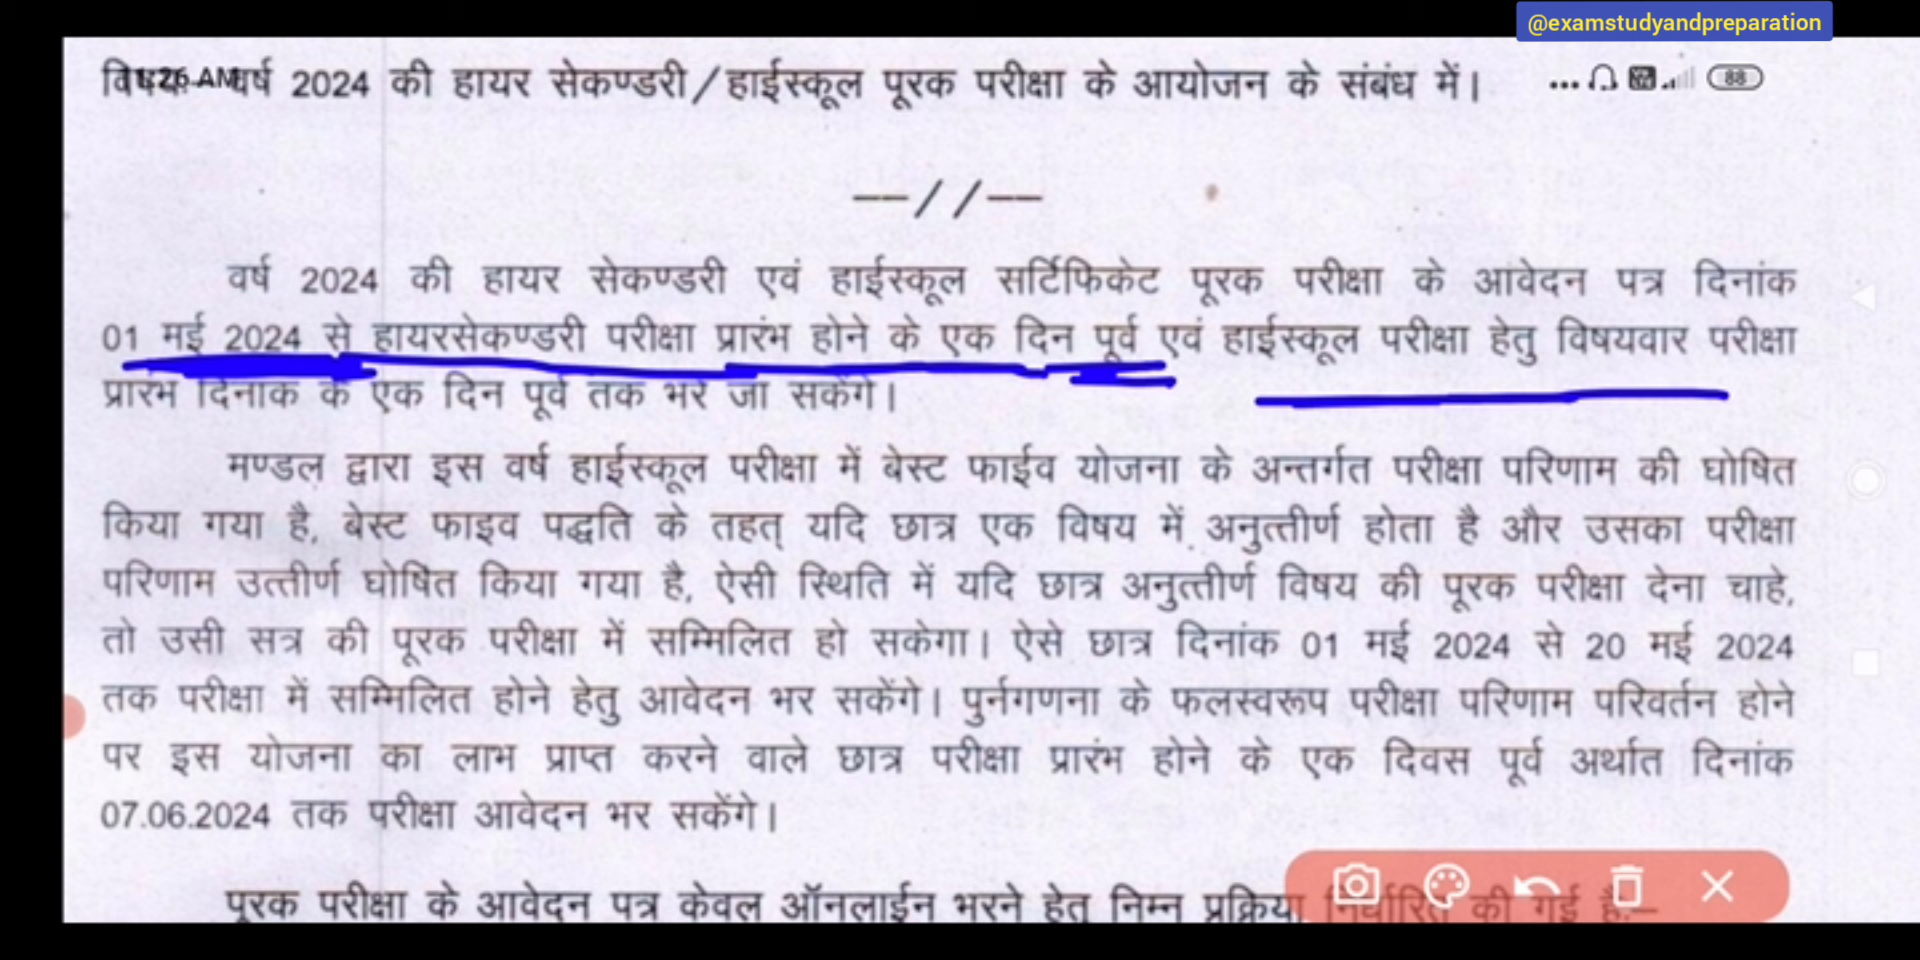 @examstudyandpreparation
11:26 AM
88
वर्ष 2024 की हायर सेकण्डरी/हाईस्कूल पूरक परीक्षा के आयोजन के संबंध में।
—//—
वर्ष 2024 की हायर सेकण्डरी एवं हाईस्कूल सर्टिफिकेट पूरक परीक्षा के आवेदन पत्र दिनांक
01 मई 2024 से हायरसेकण्डरी परीक्षा प्रारंभ होने के एक दिन पूर्व एवं हाईस्कूल परीक्षा हेतु विषयवार परीक्षा
प्रारंभ दिनांक के एक दिन पूर्व तक भरे जा सकेंगे।
मण्डल द्वारा इस वर्ष हाईस्कूल परीक्षा में बेस्ट फाईव योजना के अन्तर्गत परीक्षा परिणाम की घोषित
किया गया है, बेस्ट फाइव पद्धति के तहत् यदि छात्र एक विषय में अनुत्तीर्ण होता है और उसका परीक्षा
परिणाम उत्तीर्ण घोषित किया गया है, ऐसी स्थिति में यदि छात्र अनुत्तीर्ण विषय की पूरक परीक्षा देना चाहे,
तो उसी सत्र की पूरक परीक्षा में सम्मिलित हो सकेगा। ऐसे छात्र दिनांक 01 मई 2024 से 20 मई 2024
तक परीक्षा में सम्मिलित होने हेतु आवेदन भर सकेंगे। पुर्नगणना के फलस्वरूप परीक्षा परिणाम परिवर्तन होने
पर इस योजना का लाभ प्राप्त करने वाले छात्र परीक्षा प्रारंभ होने के एक दिवस पूर्व अर्थात दिनांक
07.06.2024 तक परीक्षा आवेदन भर सकेंगे।
पूरक परीक्षा के आवेदन पत्र केवल ऑनलाईन भरने हेतु निम्न प्रक्रिया निर्धारित की गई है:—